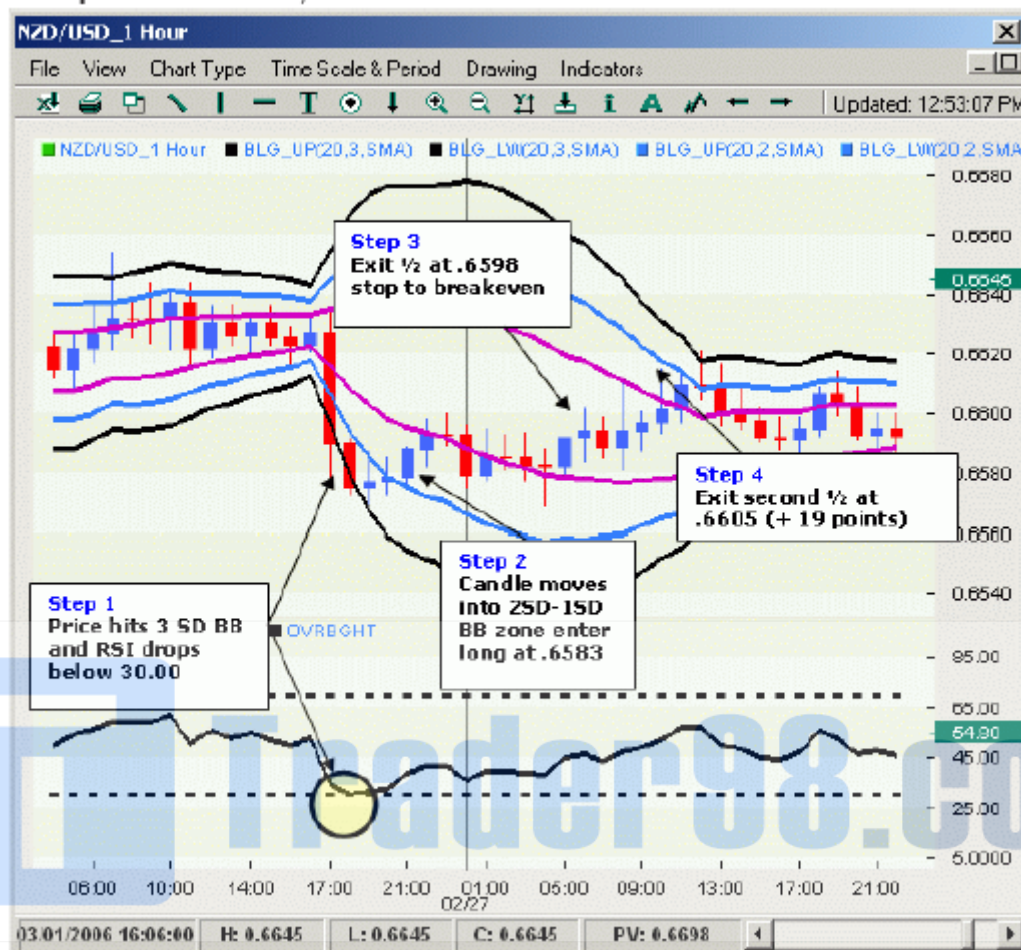 NZD/USD_1 Hour
File View Chart Type Time Scale & Period Drawing Indicators
Updated: 12:53:07 PM
NZD/USD_1 Hour BLG_UP(20,3,SMA) BLG_LW(20,3,SMA) BLG_UP(20,2,SMA) BLG_LW(20,2,SMA
0.6680
0.6660
0.6645
0.6640
0.6620
0.6600
0.6580
0.6560
0.6540
Step 3
Exit ½ at .6598
stop to breakeven
Step 4
Exit second ½ at
.6605 (+ 19 points)
Step 2
Candle moves
into 2SD-1SD
BB zone enter
long at .6583
Step 1
Price hits 3 SD BB
and RSI drops
below 30.00
OVRBGHT
95.00
65.00
54.90
45.00
25.00
5.0000
Trader98.co
06:00 10:00 14:00 17:00 21:00 01:00 05:00 09:00 13:00 17:00 21:00
02/27
03/01/2006 16:06:00 H: 0.6645 L: 0.6645 C: 0.6645 PV: 0.6698